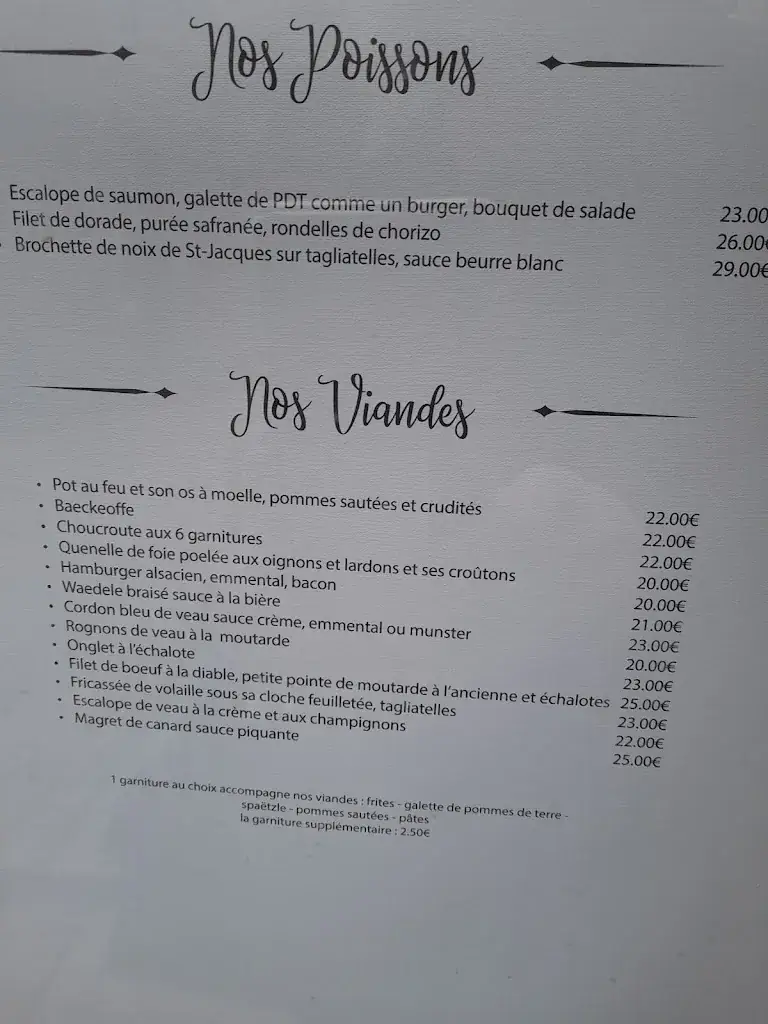 Nos Poissons
Escalope de saumon, galette de PDT comme un burger, bouquet de salade 23.00
Filet de dorade, purée safranée, rondelles de chorizo 26.00€
Brochette de noix de St-Jacques sur tagliatelles, sauce beurre blanc 29.00€
Nos Viandes
• Pot au feu et son os à moelle, pommes sautées et crudités 22.00€
• Baeckeoffe 22.00€
• Choucroute aux 6 garnitures 22.00€
• Quenelle de foie poelée aux oignons et lardons et ses croûtons 20.00€
• Hamburger alsacien, emmental, bacon 20.00€
• Waedele braisé sauce à la bière 21.00€
• Cordon bleu de veau sauce crème, emmental ou munster 23.00€
• Rognons de veau à la moutarde 20.00€
• Onglet à l'échalote 23.00€
• Filet de boeuf à la diable, petite pointe de moutarde à l'ancienne et échalotes 25.00€
• Fricassée de volaille sous sa cloche feuilletée, tagliatelles 23.00€
• Escalope de veau à la crème et aux champignons 22.00€
• Magret de canard sauce piquante 25.00€
1 garniture au choix accompagne nos viandes : frites - galette de pommes de terre -
spaëtzle - pommes sautées - pâtes
la garniture supplémentaire : 2.50€